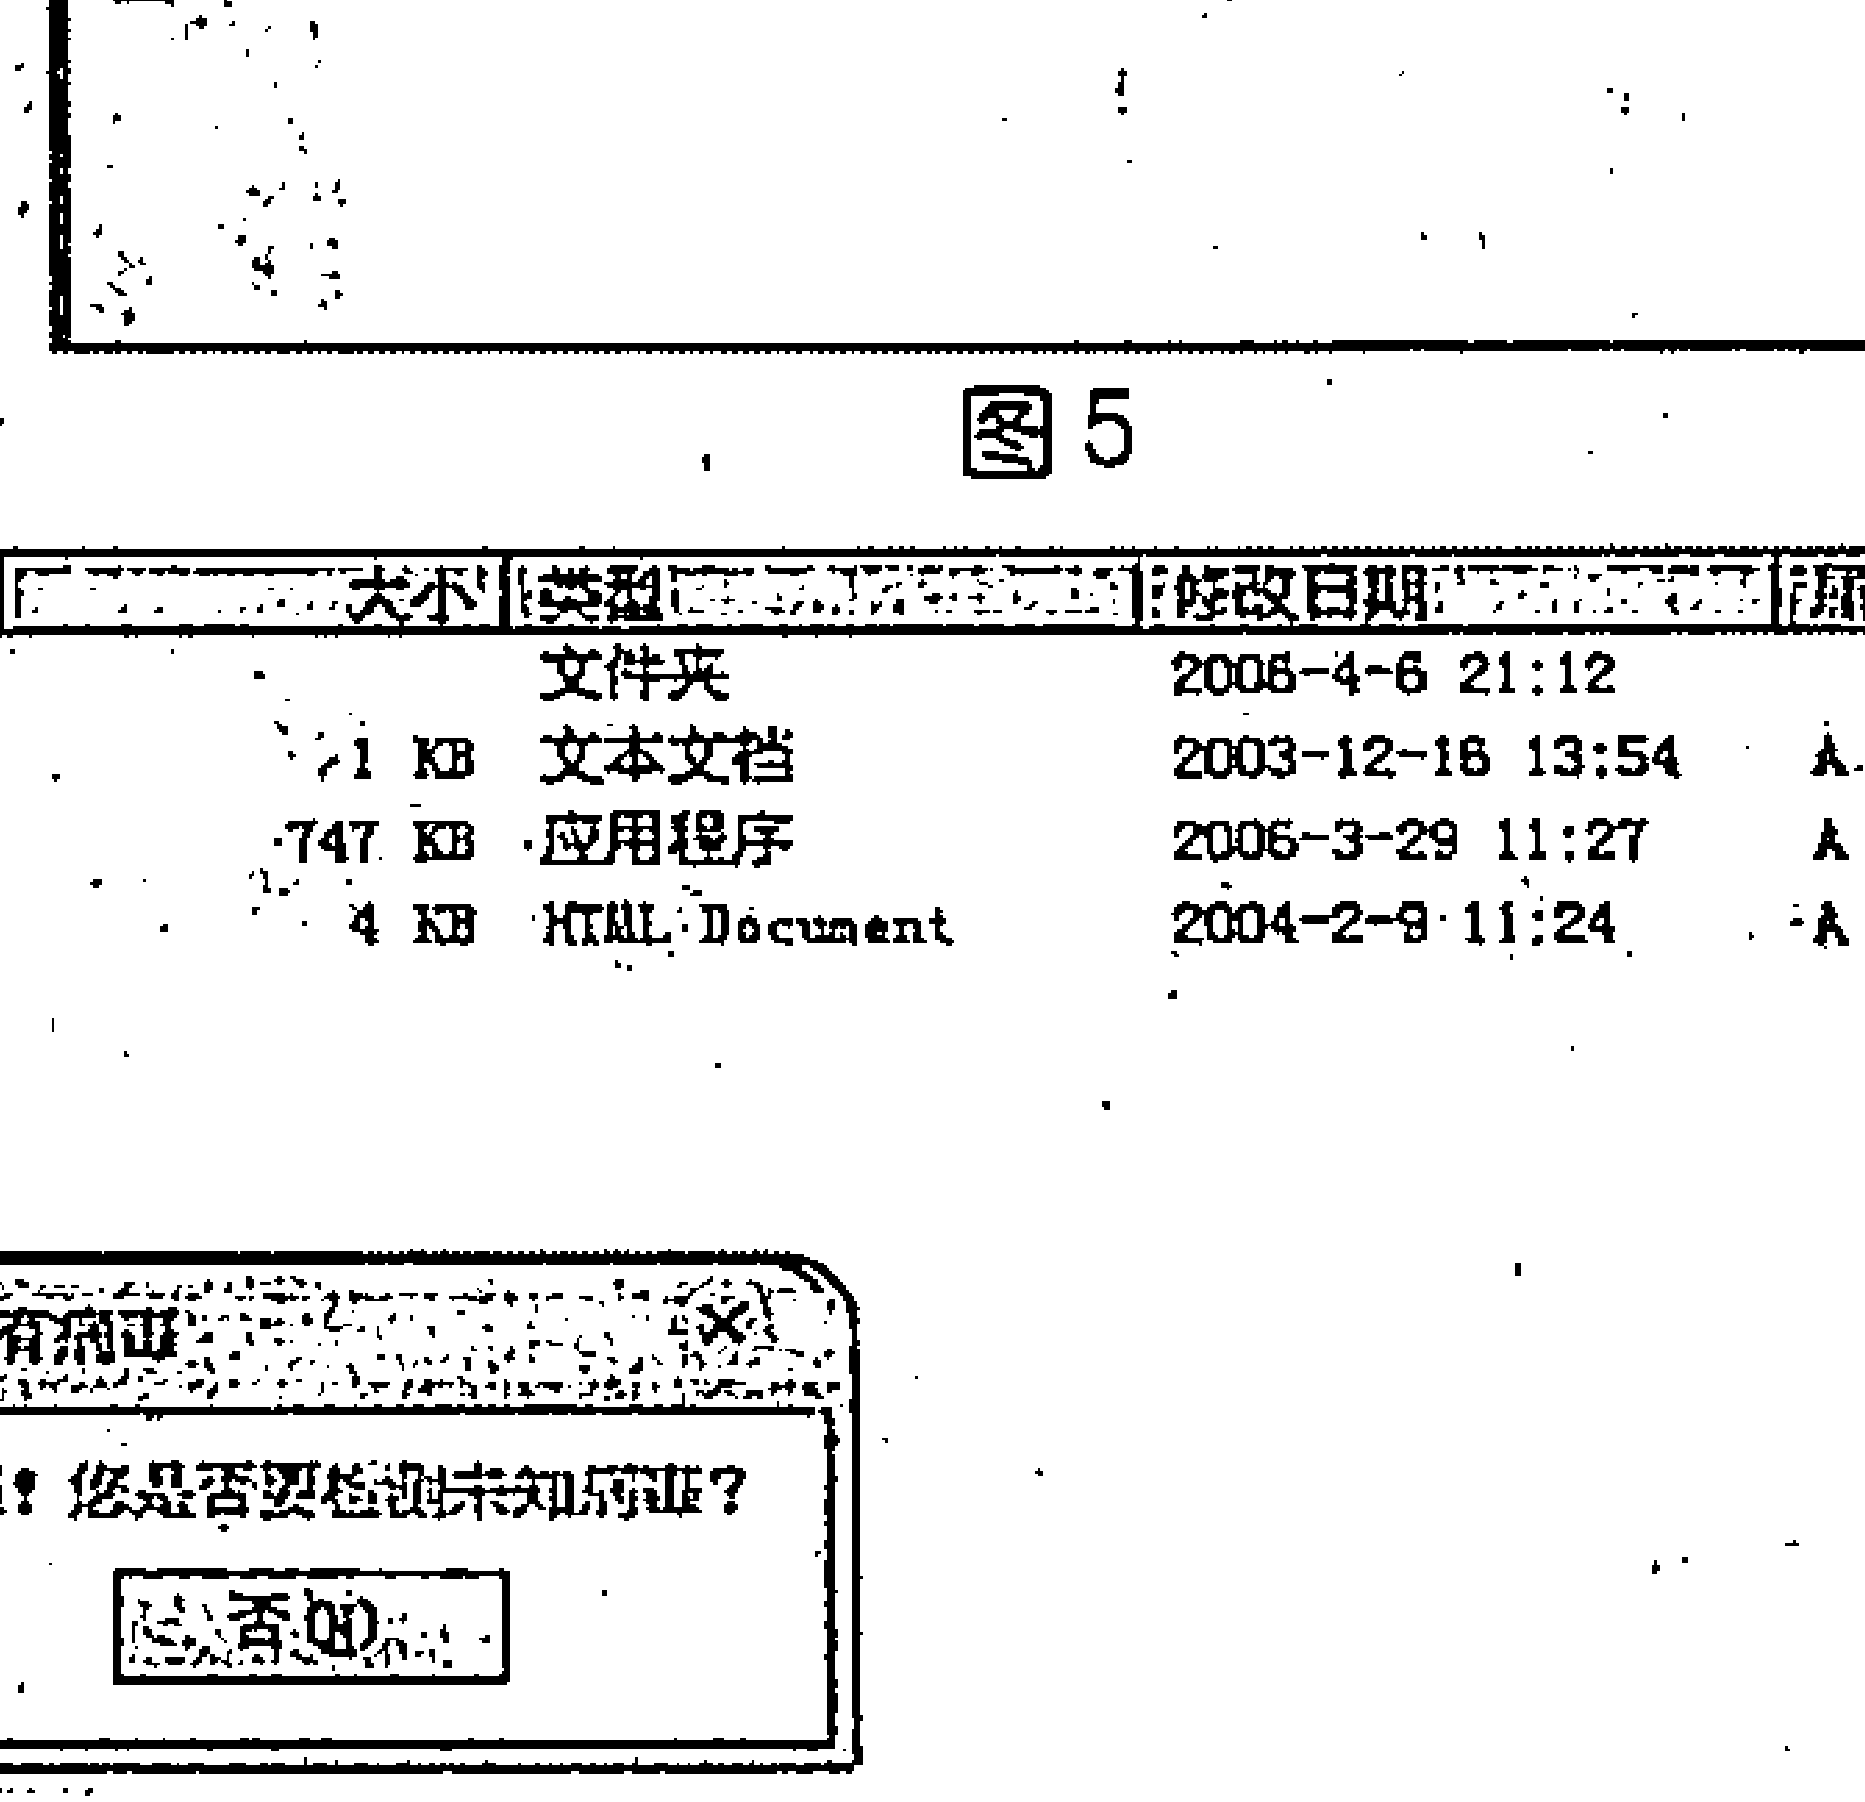 图 5
大小 类型 修改日期
文件夹 2006-4-6 21:12
1 KB 文本文档 2003-12-16 13:54 A
747 KB 应用程序 2006-3-29 11:27 A
4 KB HTML Document 2004-2-9 11:24 A
! 您是否要检测未知病毒?
否(N)